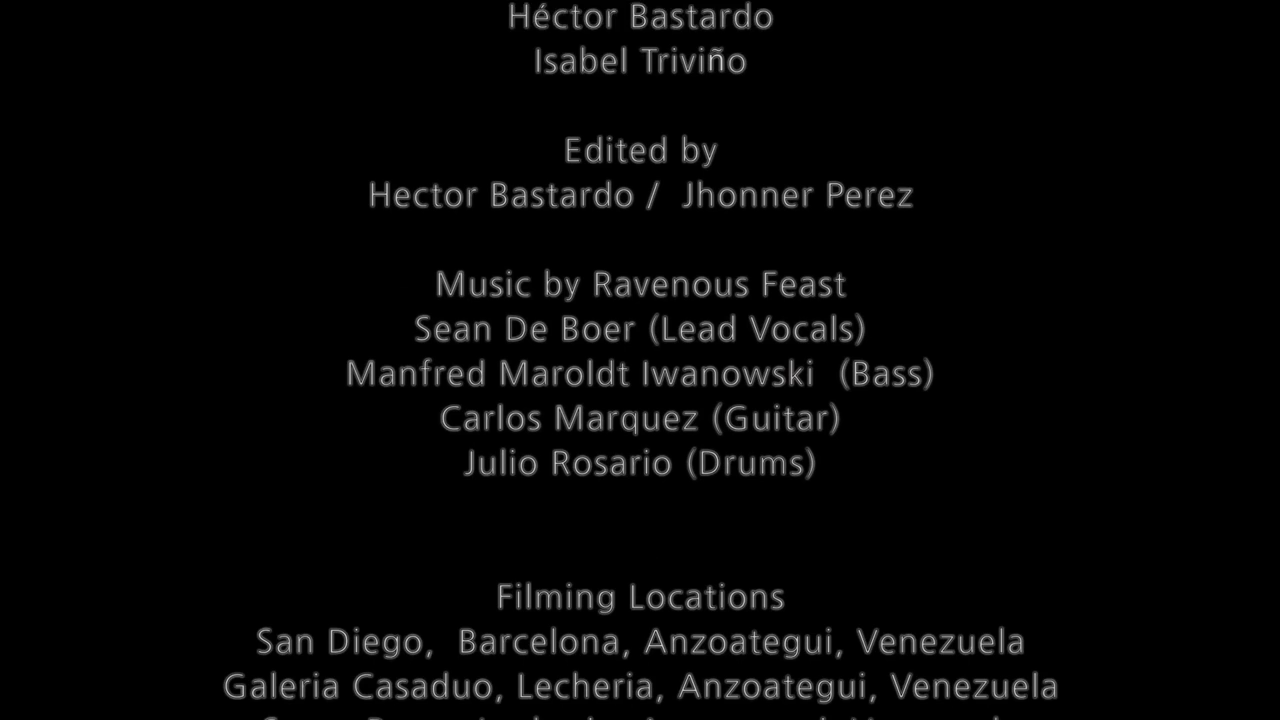 Héctor Bastardo
Isabel Triviño
Edited by
Hector Bastardo /  Jhonner Perez
Music by Ravenous Feast
Sean De Boer (Lead Vocals)
Manfred Maroldt Iwanowski  (Bass)
Carlos Marquez (Guitar)
Julio Rosario (Drums)
Filming Locations
San Diego,  Barcelona, Anzoategui, Venezuela
Galeria Casaduo, Lecheria, Anzoategui, Venezuela